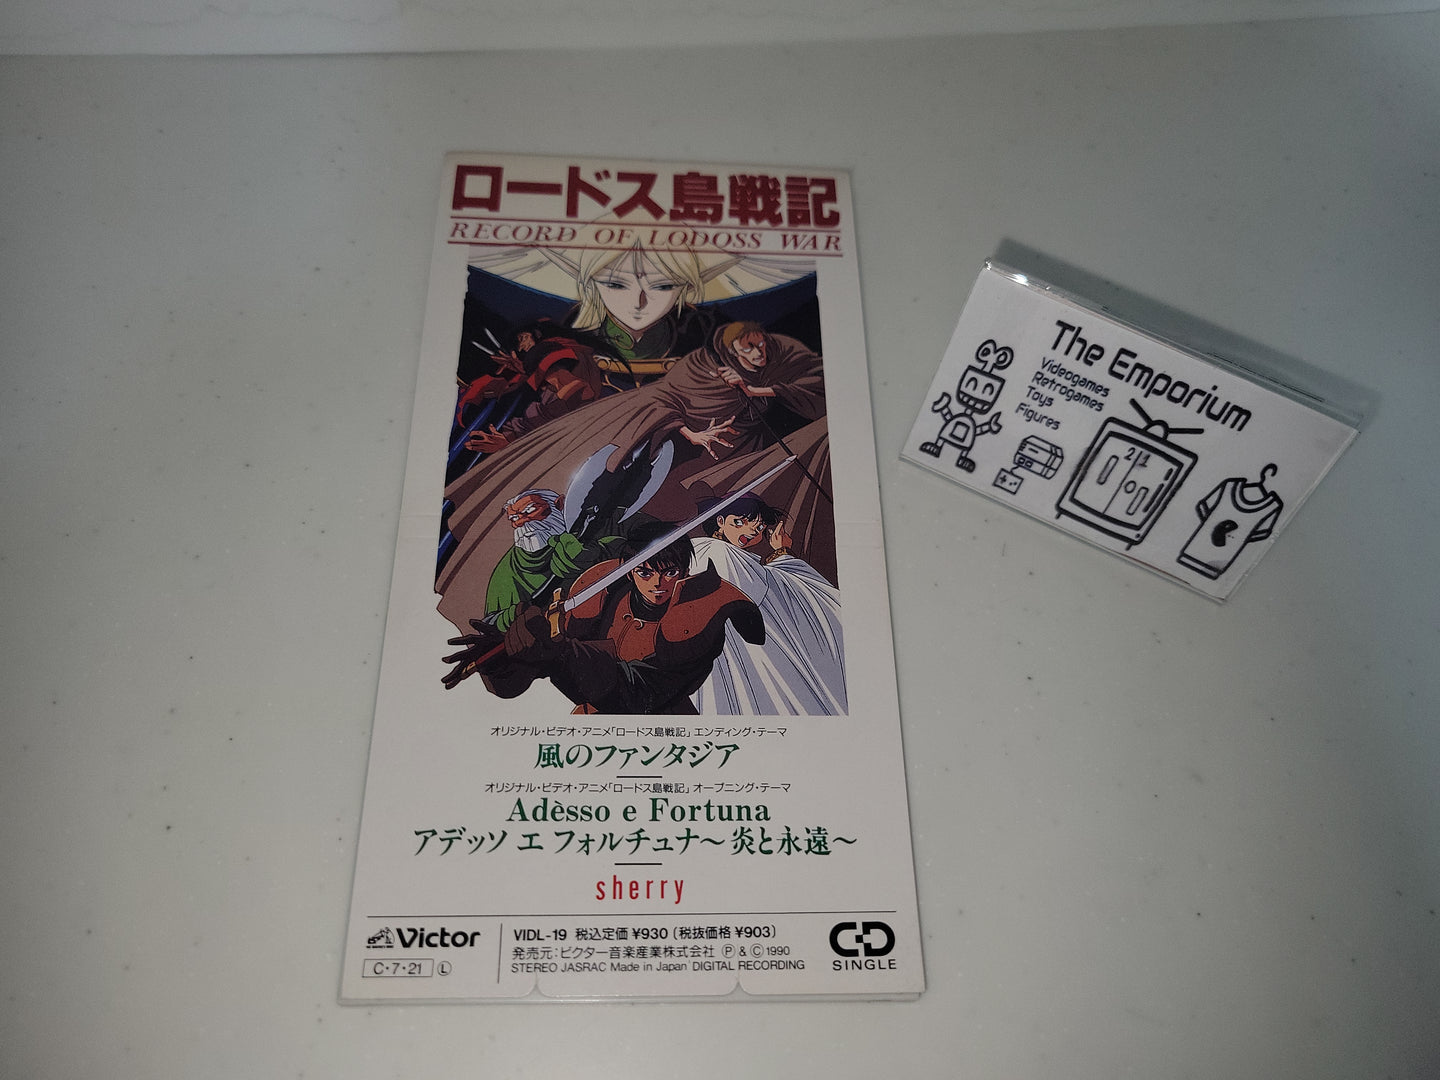 ロードス島戦記
RECORD OF LODOSS WAR
オリジナル・ビデオ・アニメ「ロードス島戦記」エンディング・テーマ
風のファンタジア
オリジナル・ビデオ・アニメ「ロードス島戦記」オープニング・テーマ
Adèsso e Fortuna
アデッソ エ フォルチュナ〜炎と永遠〜
sherry
Victor
C・7・21 Ⓛ
VIDL-19 税込定価 ¥930 (税抜価格 ¥903)
発売元:ビクター音楽産業株式会社 Ⓟ & Ⓒ 1990
STEREO JASRAC Made in Japan DIGITAL RECORDING
CD
SINGLE
The Emporium
Videogames
Retrogames
Toys
Figures
21